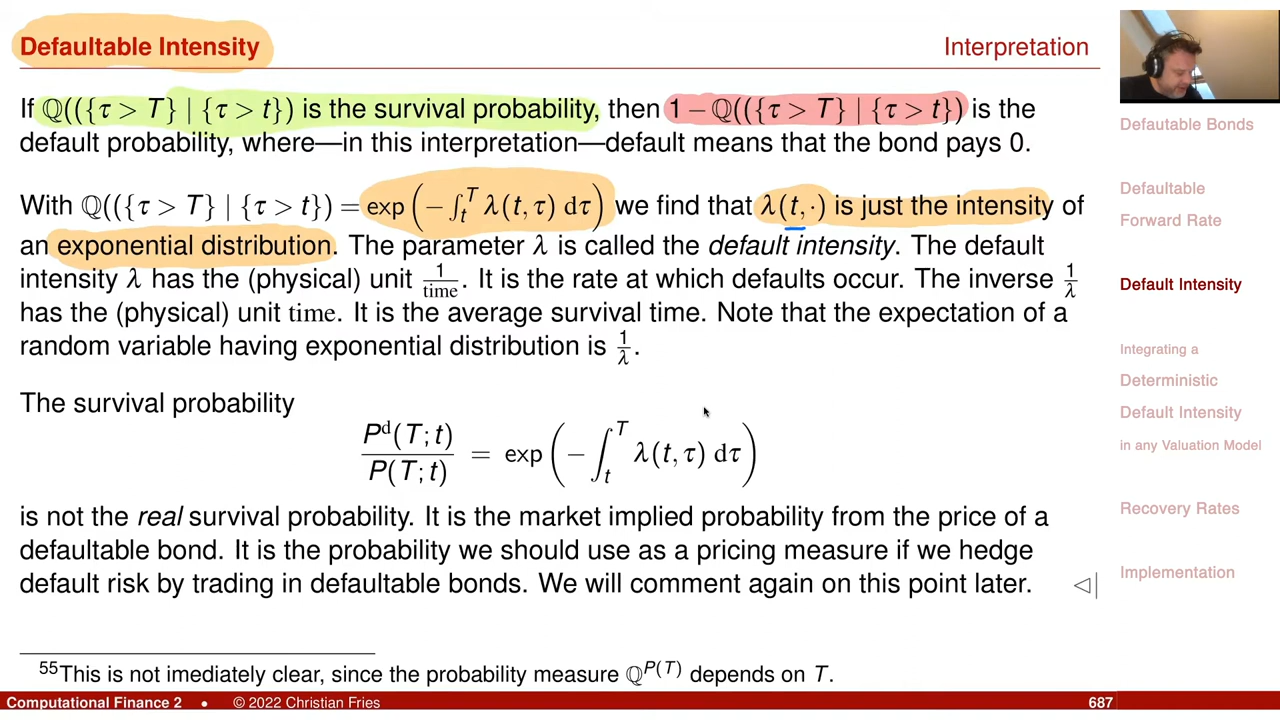 Defaultable Intensity
Interpretation
If ℚ(({τ > T} | {τ > t}) is the survival probability, then 1 − ℚ(({τ > T} | {τ > t}) is the
default probability, where—in this interpretation—default means that the bond pays 0.
With ℚ(({τ > T} | {τ > t}) = exp(−∫_t^T λ(t, τ) dτ) we find that λ(t, ·) is just the intensity of
an exponential distribution. The parameter λ is called the default intensity. The default
intensity λ has the (physical) unit 1/time. It is the rate at which defaults occur. The inverse 1/λ
has the (physical) unit time. It is the average survival time. Note that the expectation of a
random variable having exponential distribution is 1/λ.
The survival probability
P^d(T; t)/P(T; t) = exp(−∫_t^T λ(t, τ) dτ)
is not the real survival probability. It is the market implied probability from the price of a
defaultable bond. It is the probability we should use as a pricing measure if we hedge
default risk by trading in defaultable bonds. We will comment again on this point later. ◁|
55This is not imediately clear, since the probability measure ℚ^P(T) depends on T.
Computational Finance 2 • © 2022 Christian Fries
687
Defautable Bonds
Defaultable
Forward Rate
Default Intensity
Integrating a
Deterministic
Default Intensity
in any Valuation Model
Recovery Rates
Implementation